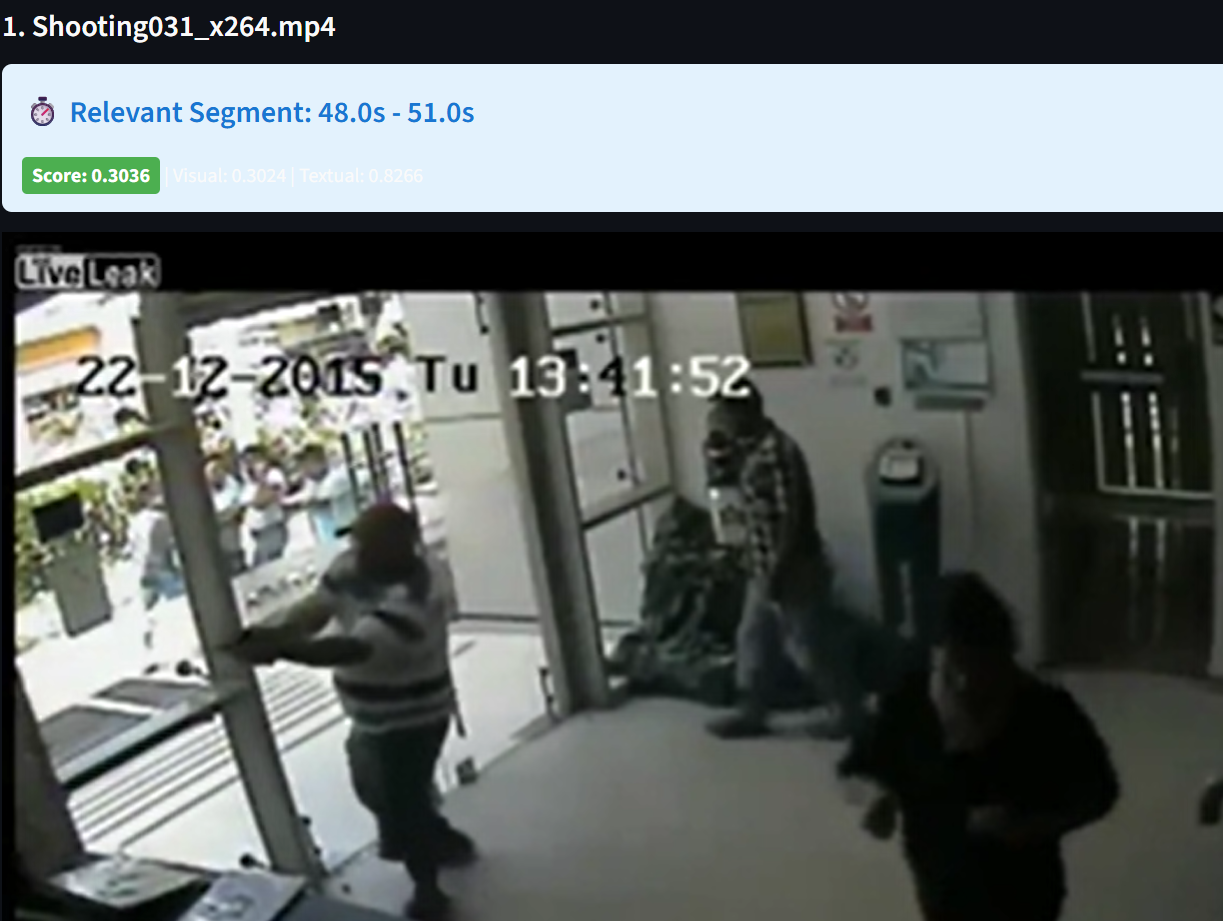 1. Shooting031_x264.mp4
Relevant Segment: 48.0s - 51.0s
Score: 0.3036 | Visual: 0.3024 | Textual: 0.8266
LiveLeak
22-12-2015 Tu 13:41:52